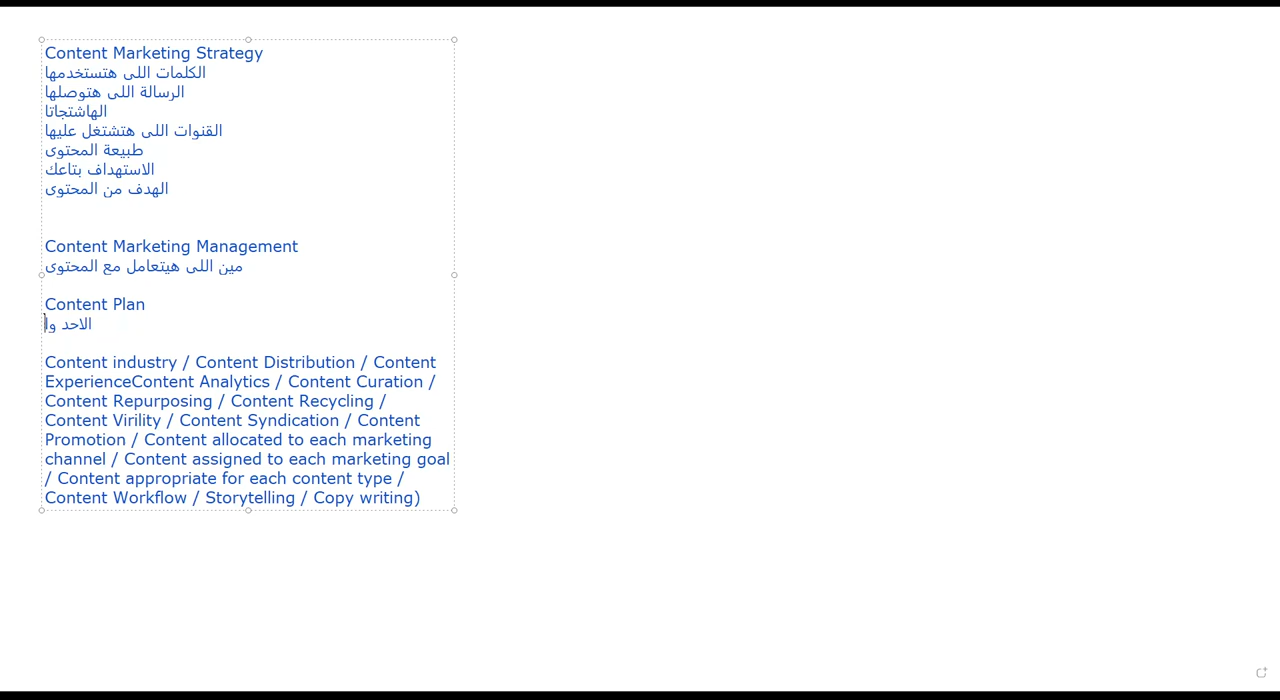 Content Marketing Strategy
الكلمات اللى هتستخدمها
الرسالة اللى هتوصلها
الهاشتجاتا
القنوات اللى هتشتغل عليها
طبيعة المحتوى
الاستهداف بتاعك
الهدف من المحتوى
Content Marketing Management
مين اللى هيتعامل مع المحتوى
Content Plan
الاحد وا
Content industry / Content Distribution / Content
ExperienceContent Analytics / Content Curation /
Content Repurposing / Content Recycling /
Content Virility / Content Syndication / Content
Promotion / Content allocated to each marketing
channel / Content assigned to each marketing goal
/ Content appropriate for each content type /
Content Workflow / Storytelling / Copy writing)